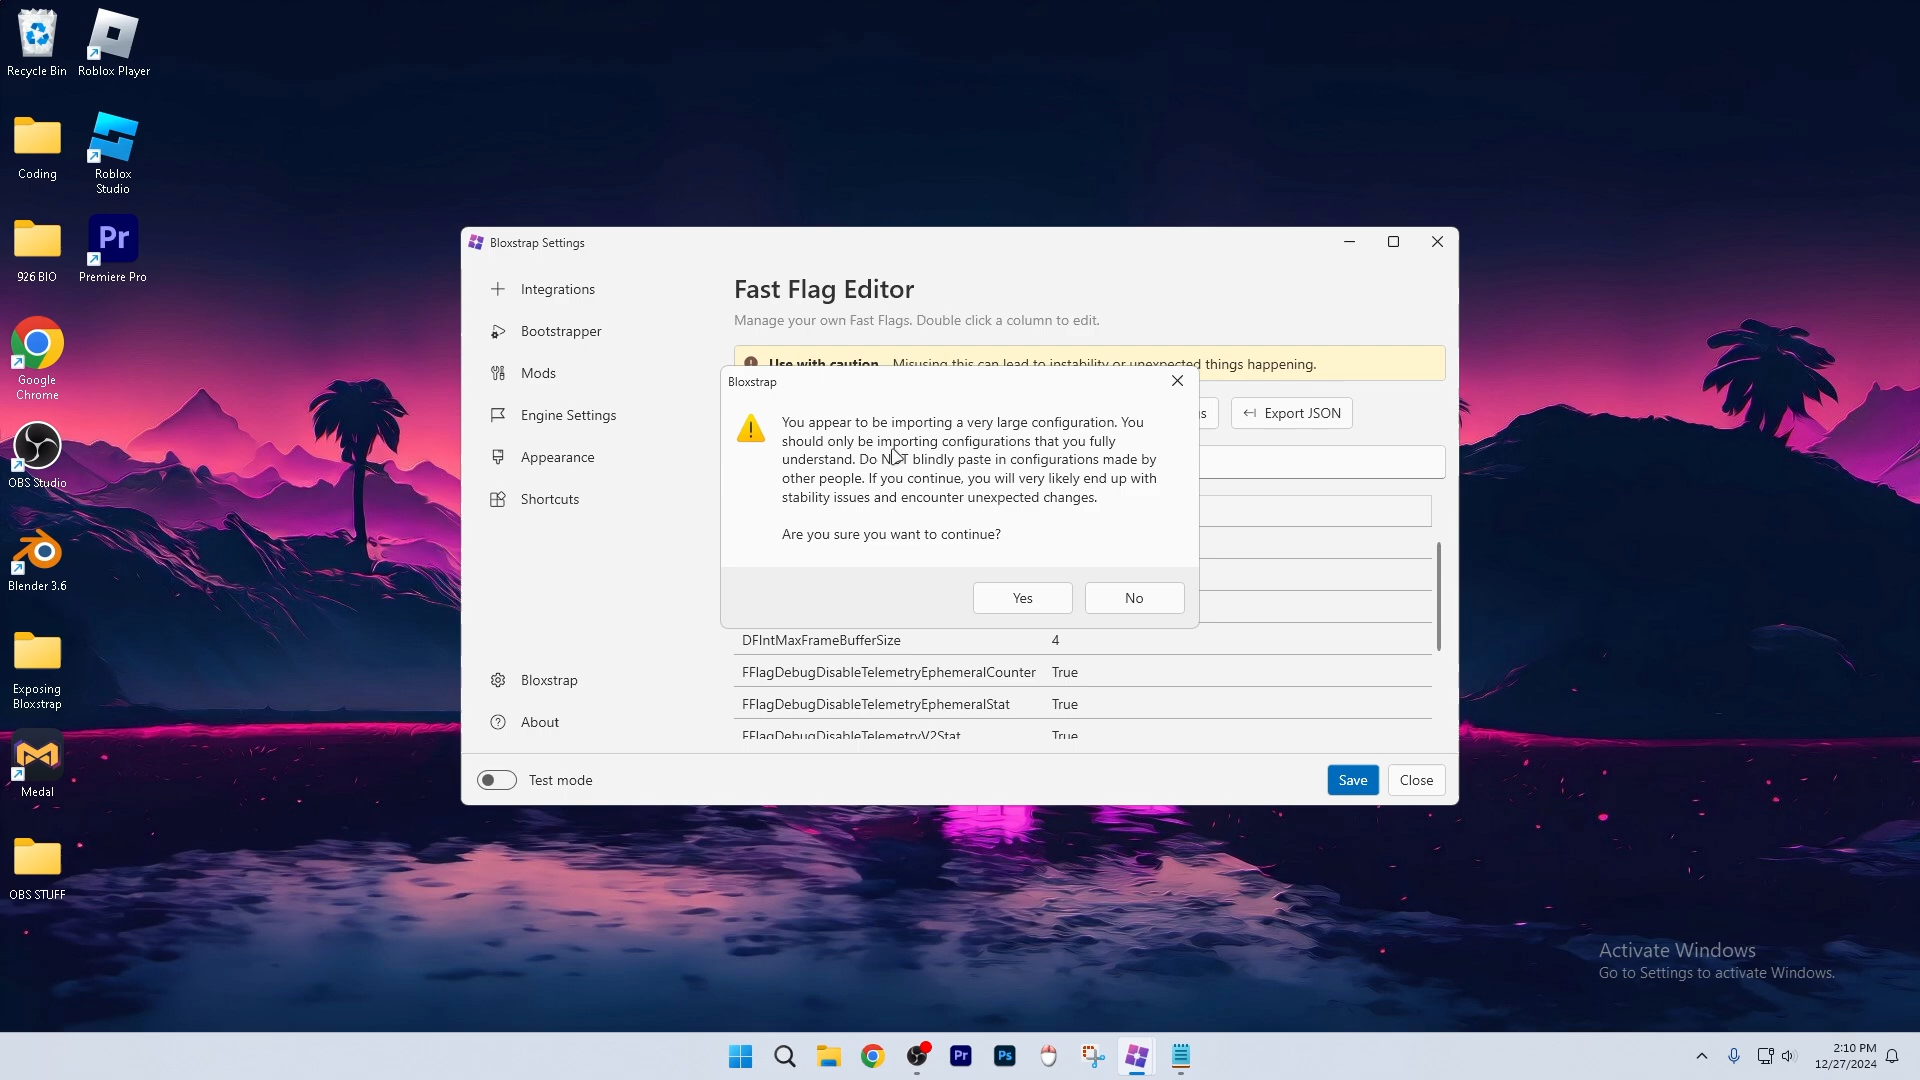 Recycle Bin
Roblox Player
Coding
Roblox
Studio
926 BIO
Pr
Premiere Pro
Google
Chrome
OBS Studio
Blender 3.6
Exposing
Bloxstrap
Medal
OBS STUFF
Bloxstrap Settings
Integrations
Bootstrapper
Mods
Engine Settings
Appearance
Shortcuts
Bloxstrap
About
Test mode
Fast Flag Editor
Manage your own Fast Flags. Double click a column to edit.
Use with caution Misusing this can lead to instability or unexpected things happening.
Export JSON
Bloxstrap
You appear to be importing a very large configuration. You
should only be importing configurations that you fully
understand. Do NOT blindly paste in configurations made by
other people. If you continue, you will very likely end up with
stability issues and encounter unexpected changes.
Are you sure you want to continue?
Yes
No
DFIntMaxFrameBufferSize 4
FFlagDebugDisableTelemetryEphemeralCounter True
FFlagDebugDisableTelemetryEphemeralStat True
FFlagDebugDisableTelemetryV2Stat True
Save
Close
Activate Windows
Go to Settings to activate Windows.
Pr
Ps
2:10 PM
12/27/2024